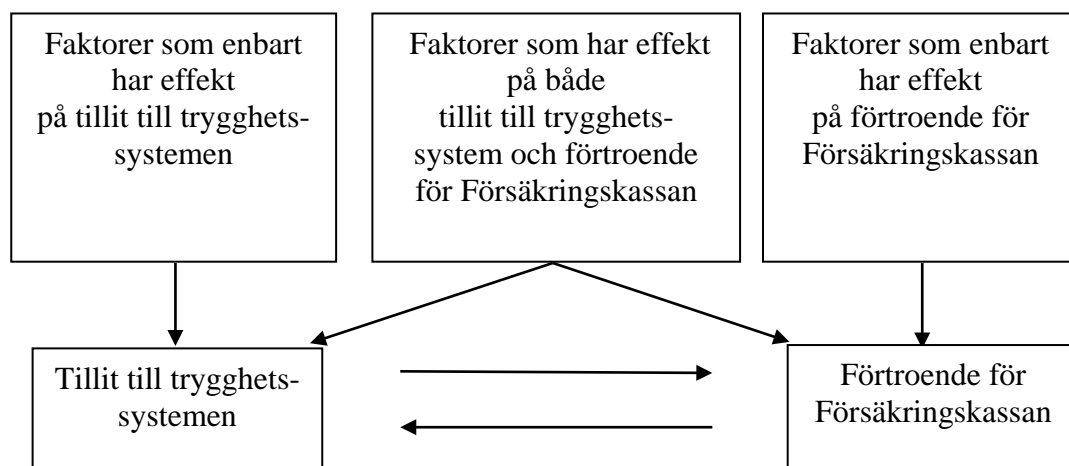 Faktorer som enbart
har effekt
på tillit till trygghets-
systemen
Faktorer som har effekt
på både
tillit till trygghets-
system och förtroende
för Försäkringskassan
Faktorer som enbart
har effekt
på förtroende för
Försäkringskassan
Tillit till trygghets-
systemen
Förtroende för
Försäkringskassan